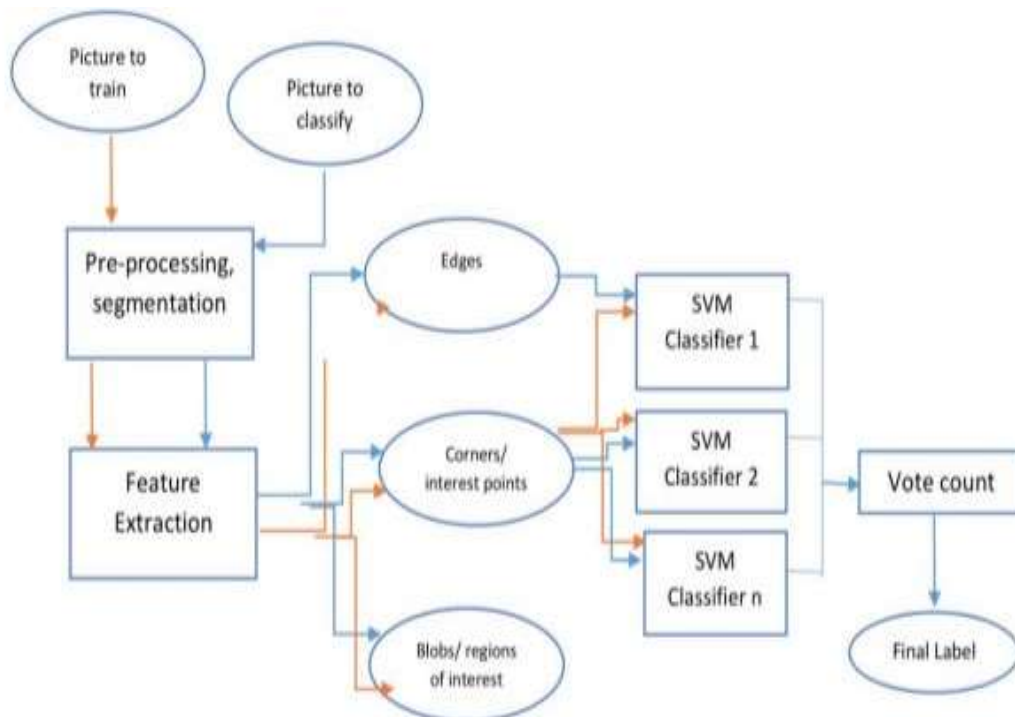 Picture to
train
Picture to
classify
Pre-processing,
segmentation
Edges
SVM
Classifier 1
Feature
Extraction
Corners/
interest points
SVM
Classifier 2
Vote count
SVM
Classifier n
Blobs/ regions
of interest
Final Label